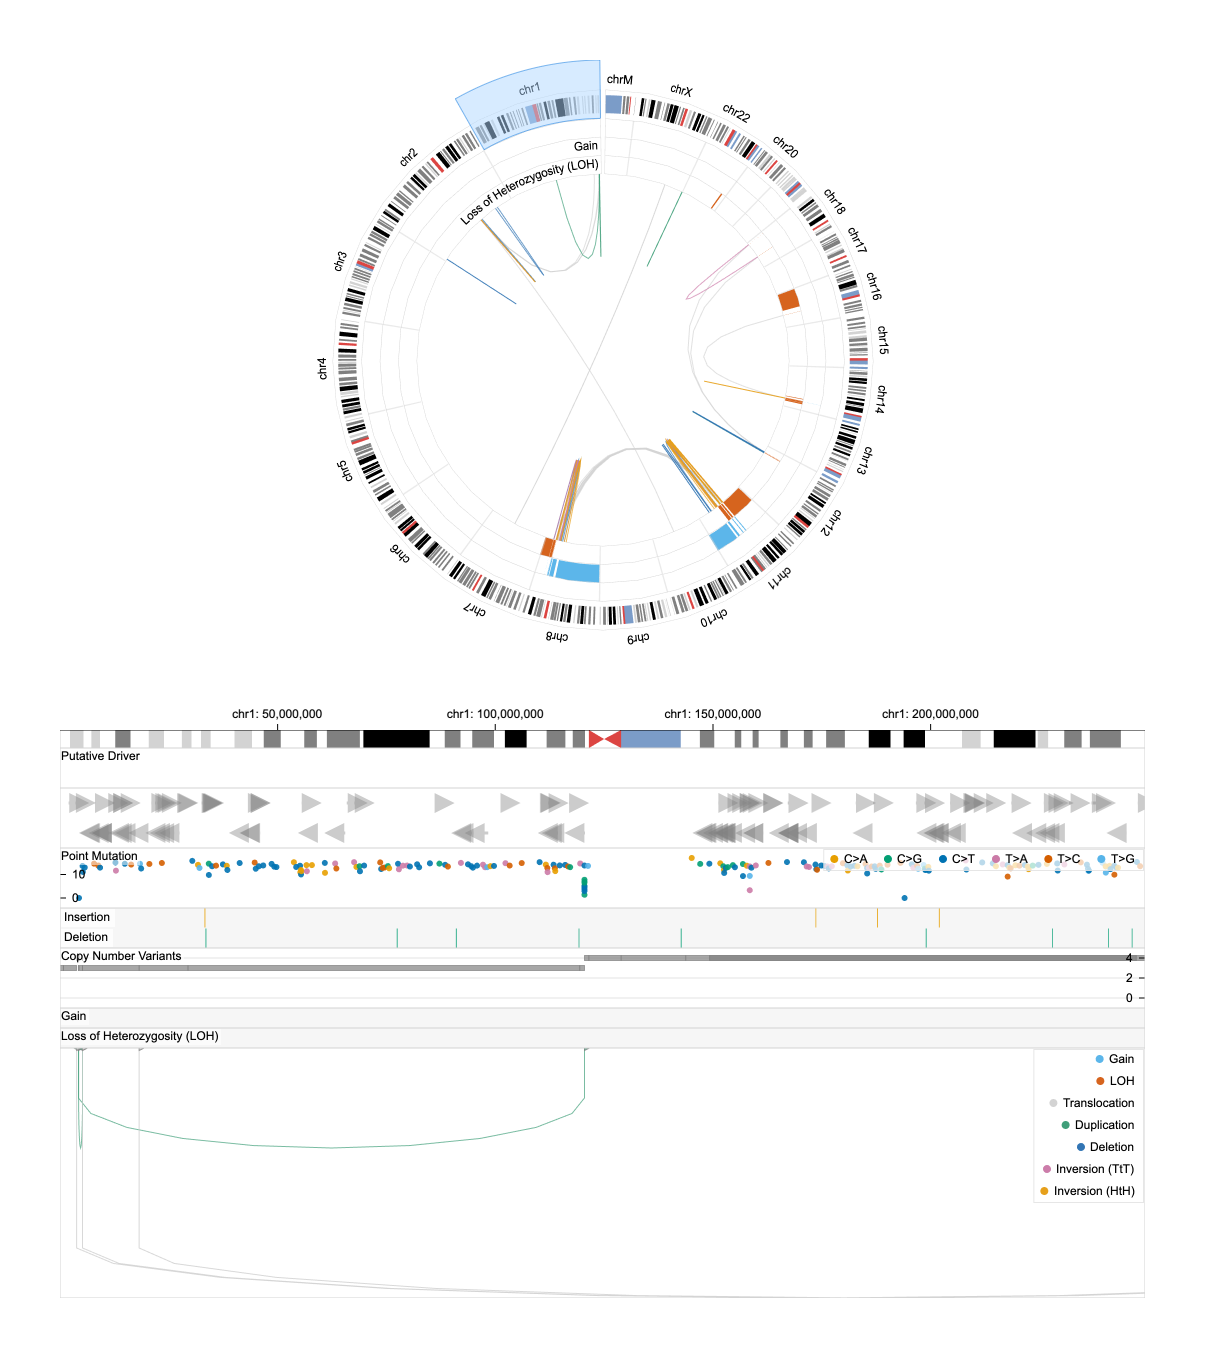 chr1
chrM
chrX
chr22
chr20
chr18
chr17
chr16
chr15
chr14
chr13
chr12
chr11
chr10
chr9
chr8
chr7
chr6
chr5
chr4
chr3
chr2
Gain
Loss of Heterozygosity (LOH)
chr1: 50,000,000 chr1: 100,000,000 chr1: 150,000,000 chr1: 200,000,000
Putative Driver
Point Mutation
C>A C>G C>T T>A T>C T>G
10
0
Insertion
Deletion
Copy Number Variants
4
2
0
Gain
Loss of Heterozygosity (LOH)
Gain
LOH
Translocation
Duplication
Deletion
Inversion (TtT)
Inversion (HtH)